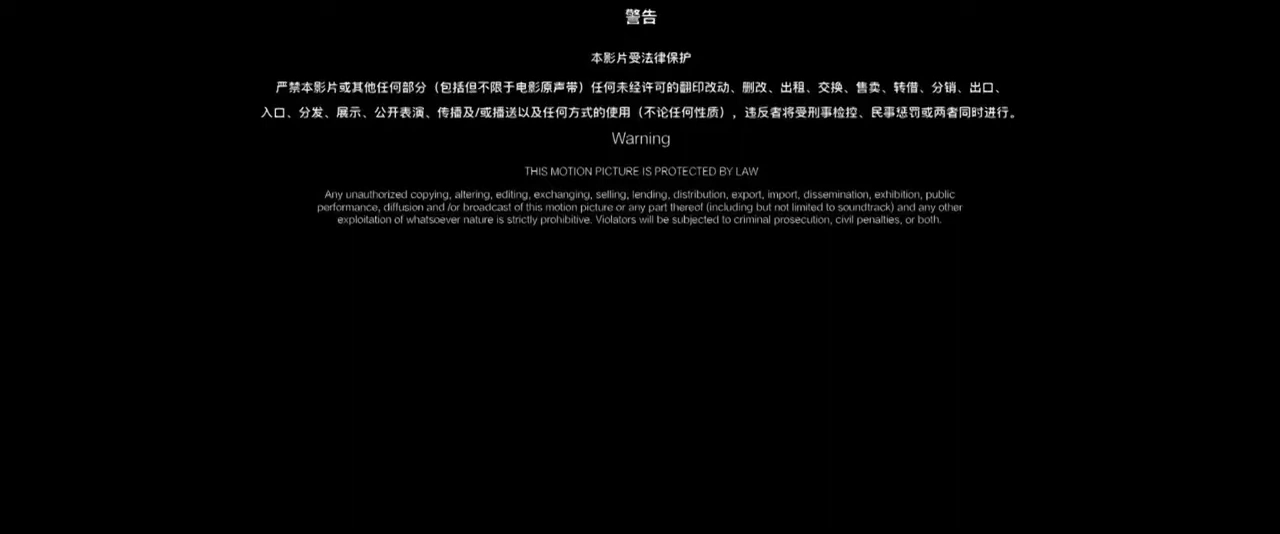 警告
本影片受法律保护
严禁本影片或其他任何部分（包括但不限于电影原声带）任何未经许可的翻印改动、删改、出租、交换、售卖、转借、分销、出口、
入口、分发、展示、公开表演、传播及/或播送以及任何方式的使用（不论任何性质），违反者将受刑事检控、民事惩罚或两者同时进行。
Warning
THIS MOTION PICTURE IS PROTECTED BY LAW
Any unauthorized copying, altering, editing, exchanging, selling, lending, distribution, export, import, dissemination, exhibition, public
performance, diffusion and /or broadcast of this motion picture or any part thereof (including but not limited to soundtrack) and any other
exploitation of whatsoever nature is strictly prohibitive. Violators will be subjected to criminal prosecution, civil penalties, or both.